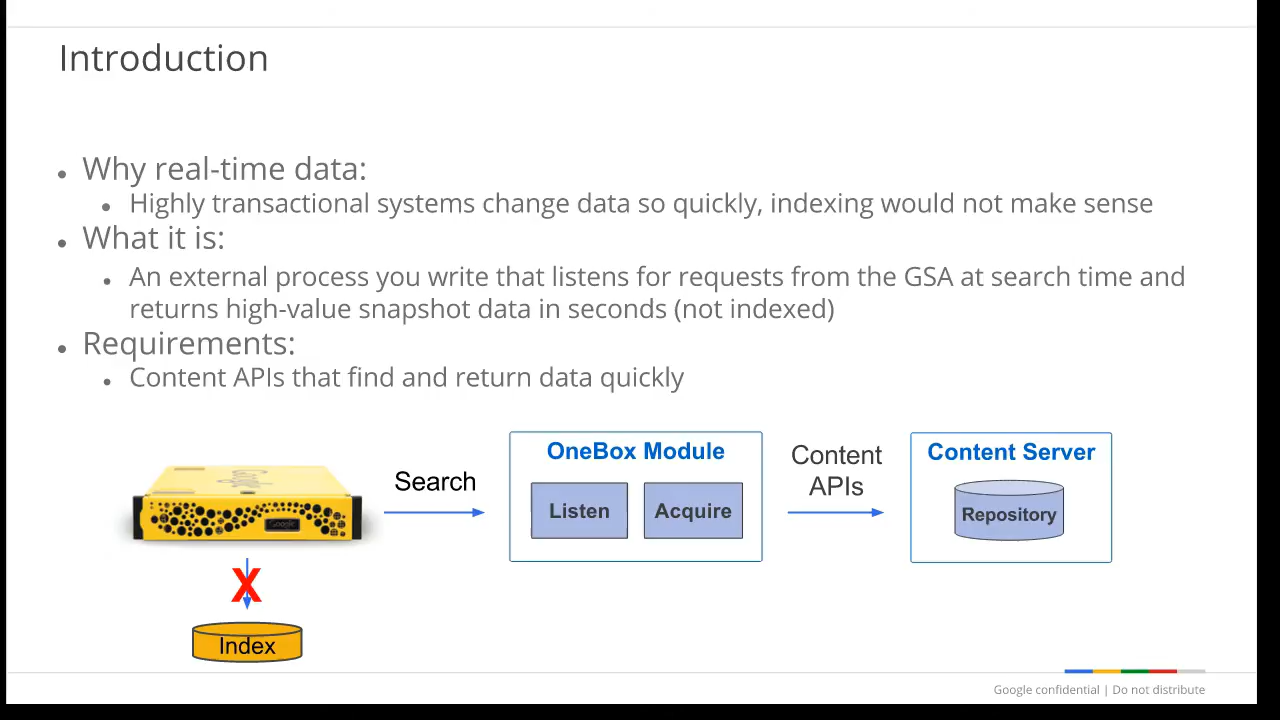 Introduction
Why real-time data:
Highly transactional systems change data so quickly, indexing would not make sense
What it is:
An external process you write that listens for requests from the GSA at search time and
returns high-value snapshot data in seconds (not indexed)
Requirements:
Content APIs that find and return data quickly
Google
Google
Search
OneBox Module
Listen
Acquire
Content
APIs
Content Server
Repository
X
Index
Google confidential | Do not distribute